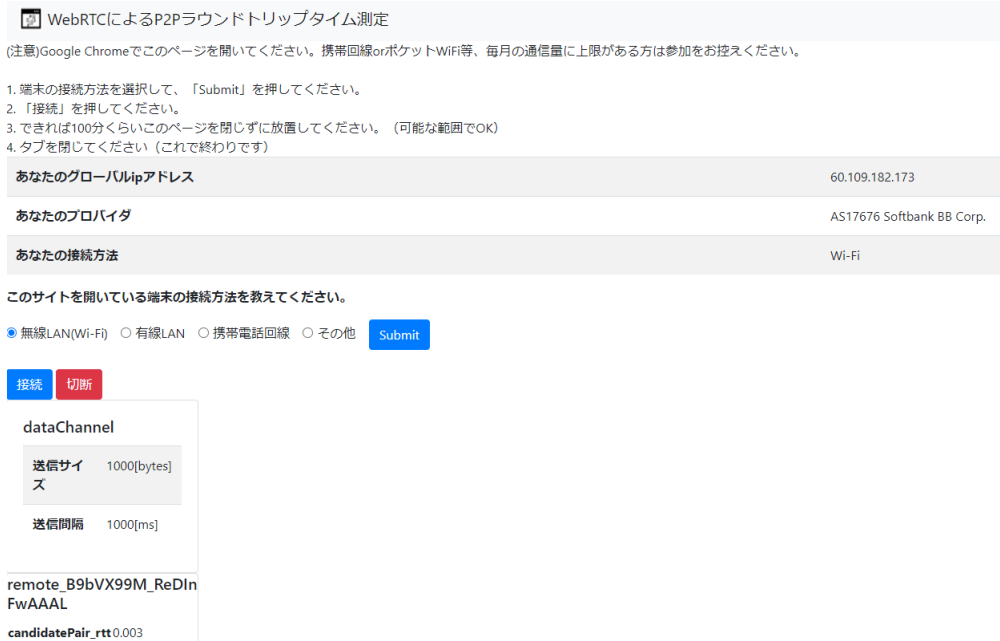 WebRTCによるP2Pラウンドトリップタイム測定
(注意)Google Chromeでこのページを開いてください。携帯回線orポケットWiFi等、毎月の通信量に上限がある方は参加をお控えください。
1. 端末の接続方法を選択して、「Submit」を押してください。
2. 「接続」を押してください。
3. できれば100分くらいこのページを閉じずに放置してください。（可能な範囲でOK）
4. タブを閉じてください（これで終わりです）
あなたのグローバルipアドレス 60.109.182.173
あなたのプロバイダ AS17676 Softbank BB Corp.
あなたの接続方法 Wi-Fi
このサイトを開いている端末の接続方法を教えてください。
無線LAN(Wi-Fi) 有線LAN 携帯電話回線 その他 Submit
接続 切断
dataChannel
送信サイ 1000[bytes]
ズ
送信間隔 1000[ms]
remote_B9bVX99M_ReDIn
FwAAAL
candidatePair_rtt 0.003